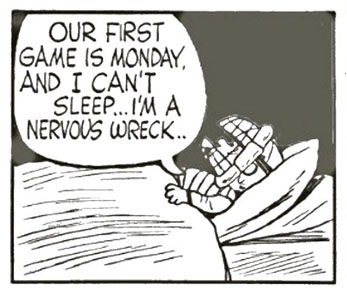 OUR FIRST
GAME IS MONDAY,
AND I CAN'T
SLEEP...I'M A
NERVOUS WRECK..